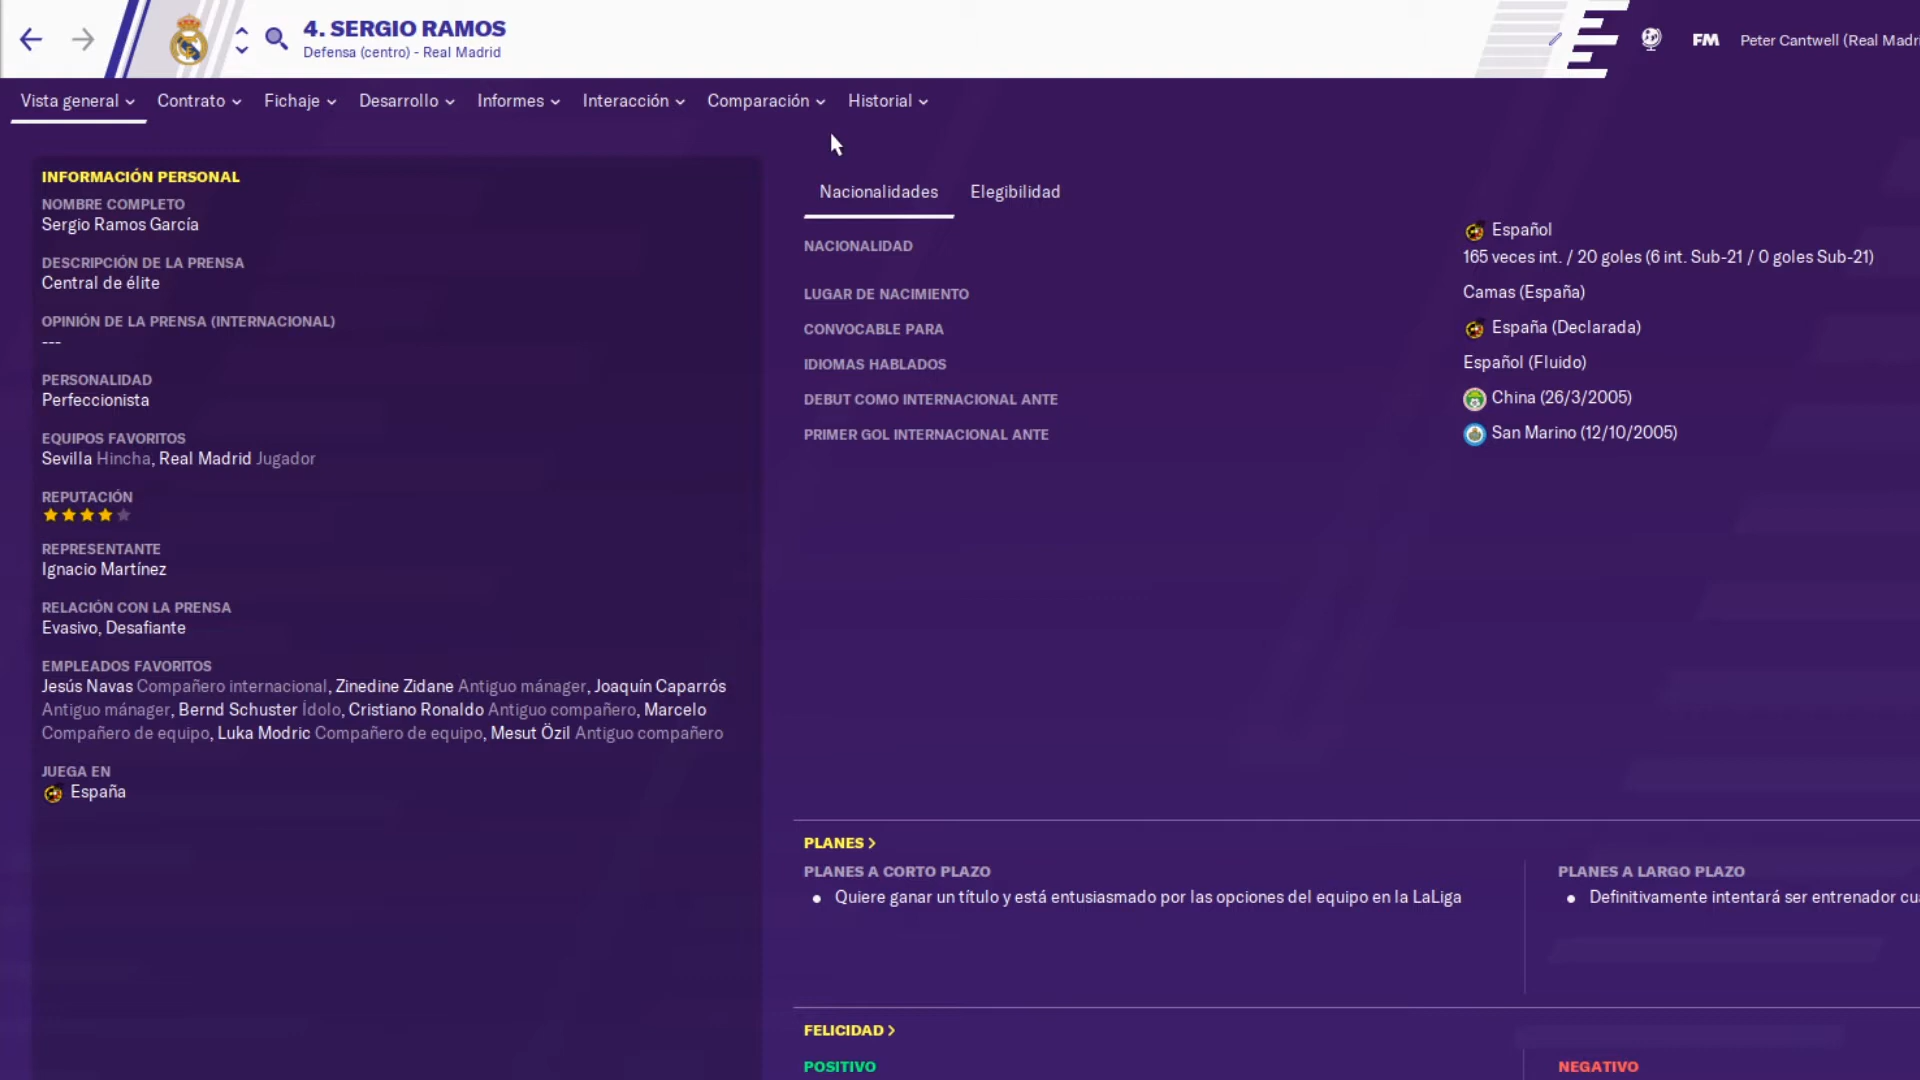 4. SERGIO RAMOS
Defensa (centro) - Real Madrid
FM
Peter Cantwell (Real Madri
Vista general
Contrato
Fichaje
Desarrollo
Informes
Interacción
Comparación
Historial
INFORMACIÓN PERSONAL
NOMBRE COMPLETO
Sergio Ramos García
DESCRIPCIÓN DE LA PRENSA
Central de élite
OPINIÓN DE LA PRENSA (INTERNACIONAL)
---
PERSONALIDAD
Perfeccionista
EQUIPOS FAVORITOS
Sevilla Hincha, Real Madrid Jugador
REPUTACIÓN
REPRESENTANTE
Ignacio Martínez
RELACIÓN CON LA PRENSA
Evasivo, Desafiante
EMPLEADOS FAVORITOS
Jesús Navas Compañero internacional, Zinedine Zidane Antiguo mánager, Joaquín Caparrós
Antiguo mánager, Bernd Schuster Ídolo, Cristiano Ronaldo Antiguo compañero, Marcelo
Compañero de equipo, Luka Modric Compañero de equipo, Mesut Özil Antiguo compañero
JUEGA EN
España
Nacionalidades
Elegibilidad
NACIONALIDAD
Español
165 veces int. / 20 goles (6 int. Sub-21 / 0 goles Sub-21)
LUGAR DE NACIMIENTO
Camas (España)
CONVOCABLE PARA
España (Declarada)
IDIOMAS HABLADOS
Español (Fluido)
DEBUT COMO INTERNACIONAL ANTE
China (26/3/2005)
PRIMER GOL INTERNACIONAL ANTE
San Marino (12/10/2005)
PLANES >
PLANES A CORTO PLAZO
• Quiere ganar un título y está entusiasmado por las opciones del equipo en la LaLiga
PLANES A LARGO PLAZO
• Definitivamente intentará ser entrenador cu
FELICIDAD >
POSITIVO
NEGATIVO